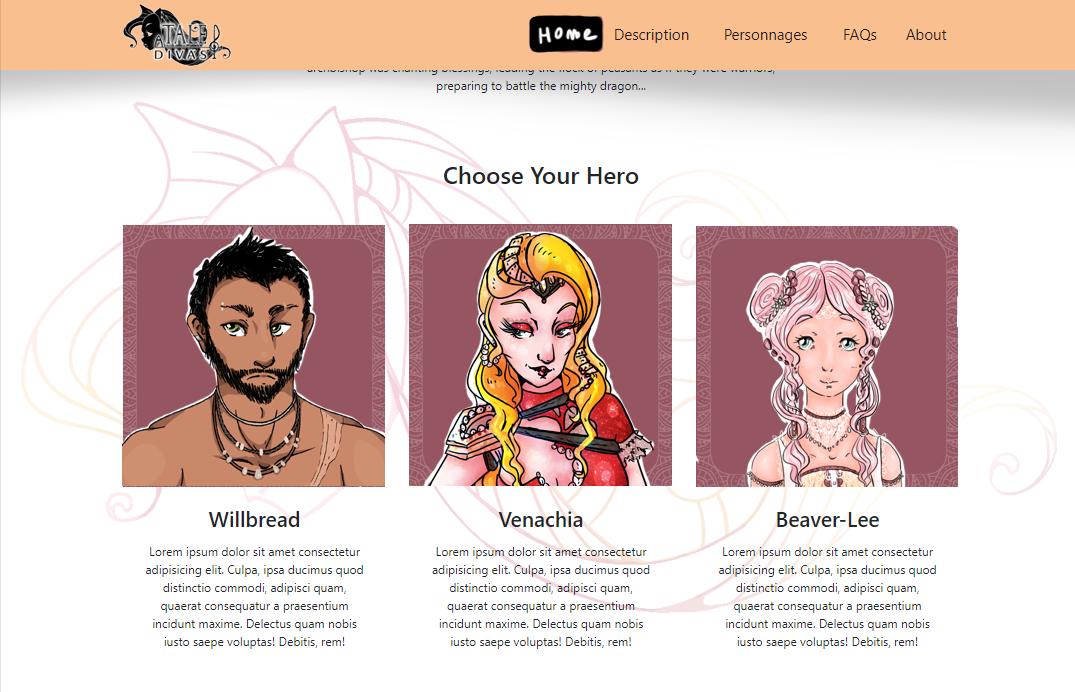 A TALE
DIVAS!
Home Description Personnages FAQs About
archbishop was chanting blessings, leading the flock of peasants as if they were warriors,
preparing to battle the mighty dragon...
Choose Your Hero
Willbread
Lorem ipsum dolor sit amet consectetur
adipisicing elit. Culpa, ipsa ducimus quod
distinctio commodi, adipisci quam,
quaerat consequatur a praesentium
incidunt maxime. Delectus quam nobis
iusto saepe voluptas! Debitis, rem!
Venachia
Lorem ipsum dolor sit amet consectetur
adipisicing elit. Culpa, ipsa ducimus quod
distinctio commodi, adipisci quam,
quaerat consequatur a praesentium
incidunt maxime. Delectus quam nobis
iusto saepe voluptas! Debitis, rem!
Beaver-Lee
Lorem ipsum dolor sit amet consectetur
adipisicing elit. Culpa, ipsa ducimus quod
distinctio commodi, adipisci quam,
quaerat consequatur a praesentium
incidunt maxime. Delectus quam nobis
iusto saepe voluptas! Debitis, rem!